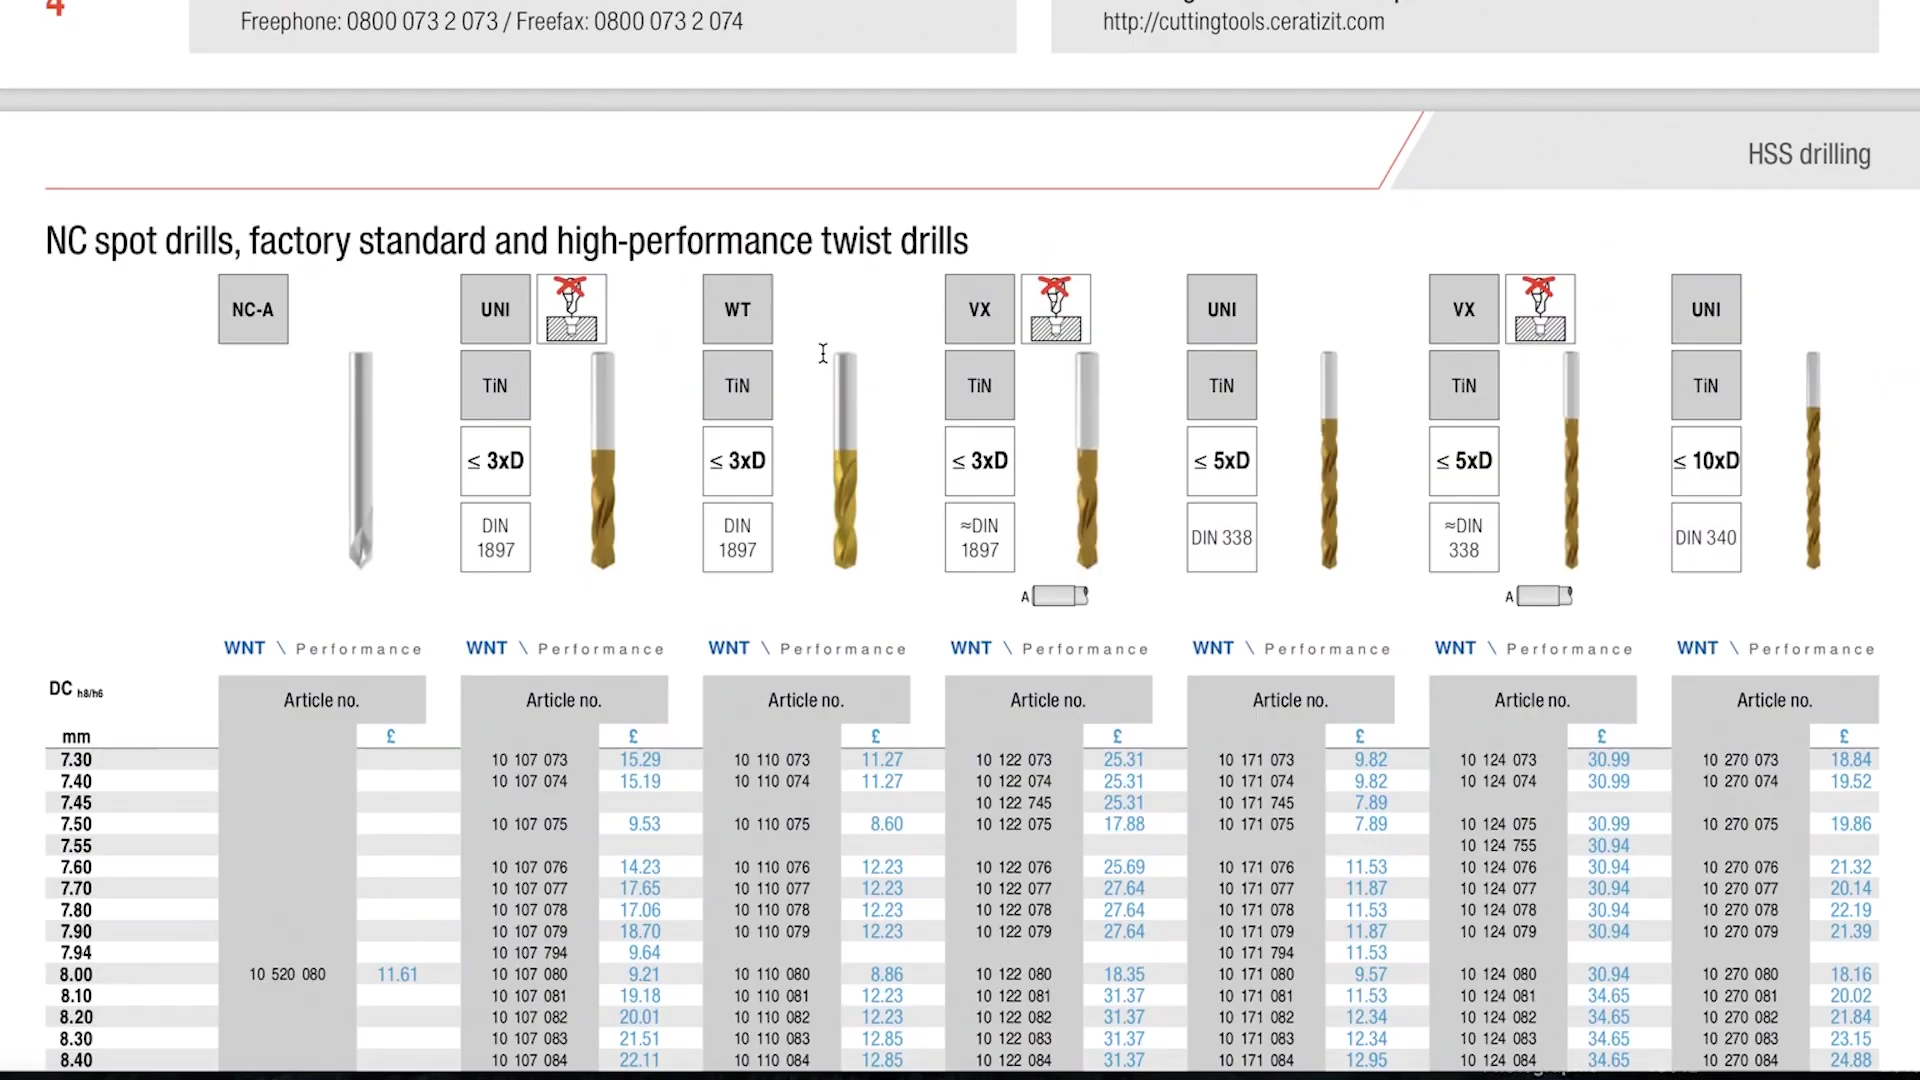 4
Freephone: 0800 073 2 073 / Freefax: 0800 073 2 074
http://cuttingtools.ceratizit.com
HSS drilling
NC spot drills, factory standard and high-performance twist drills
NC-A UNI WT VX UNI VX UNI
TiN TiN TiN TiN TiN TiN
≤ 3xD ≤ 3xD ≤ 3xD ≤ 5xD ≤ 5xD ≤ 10xD
DIN 1897 DIN 1897 ≈DIN 1897 DIN 338 ≈DIN 338 DIN 340
A A
WNT \ Performance WNT \ Performance WNT \ Performance WNT \ Performance WNT \ Performance WNT \ Performance WNT \ Performance
DC h8/h6 Article no. Article no. Article no. Article no. Article no. Article no. Article no.
mm £ £ £ £ £ £ £
7.30 10 107 073 15.29 10 110 073 11.27 10 122 073 25.31 10 171 073 9.82 10 124 073 30.99 10 270 073 18.84
7.40 10 107 074 15.19 10 110 074 11.27 10 122 074 25.31 10 171 074 9.82 10 124 074 30.99 10 270 074 19.52
7.45 10 122 745 25.31 10 171 745 7.89
7.50 10 107 075 9.53 10 110 075 8.60 10 122 075 17.88 10 171 075 7.89 10 124 075 30.99 10 270 075 19.86
7.55 10 124 755 30.94
7.60 10 107 076 14.23 10 110 076 12.23 10 122 076 25.69 10 171 076 11.53 10 124 076 30.94 10 270 076 21.32
7.70 10 107 077 17.65 10 110 077 12.23 10 122 077 27.64 10 171 077 11.87 10 124 077 30.94 10 270 077 20.14
7.80 10 107 078 17.06 10 110 078 12.23 10 122 078 27.64 10 171 078 11.53 10 124 078 30.94 10 270 078 22.19
7.90 10 107 079 18.70 10 110 079 12.23 10 122 079 27.64 10 171 079 11.87 10 124 079 30.94 10 270 079 21.39
7.94 10 107 794 9.64 10 171 794 11.53
8.00 10 520 080 11.61 10 107 080 9.21 10 110 080 8.86 10 122 080 18.35 10 171 080 9.57 10 124 080 30.94 10 270 080 18.16
8.10 10 107 081 19.18 10 110 081 12.23 10 122 081 31.37 10 171 081 11.53 10 124 081 34.65 10 270 081 20.02
8.20 10 107 082 20.01 10 110 082 12.23 10 122 082 31.37 10 171 082 12.34 10 124 082 34.65 10 270 082 21.84
8.30 10 107 083 21.51 10 110 083 12.85 10 122 083 31.37 10 171 083 12.34 10 124 083 34.65 10 270 083 23.15
8.40 10 107 084 22.11 10 110 084 12.85 10 122 084 31.37 10 171 084 12.95 10 124 084 34.65 10 270 084 24.88